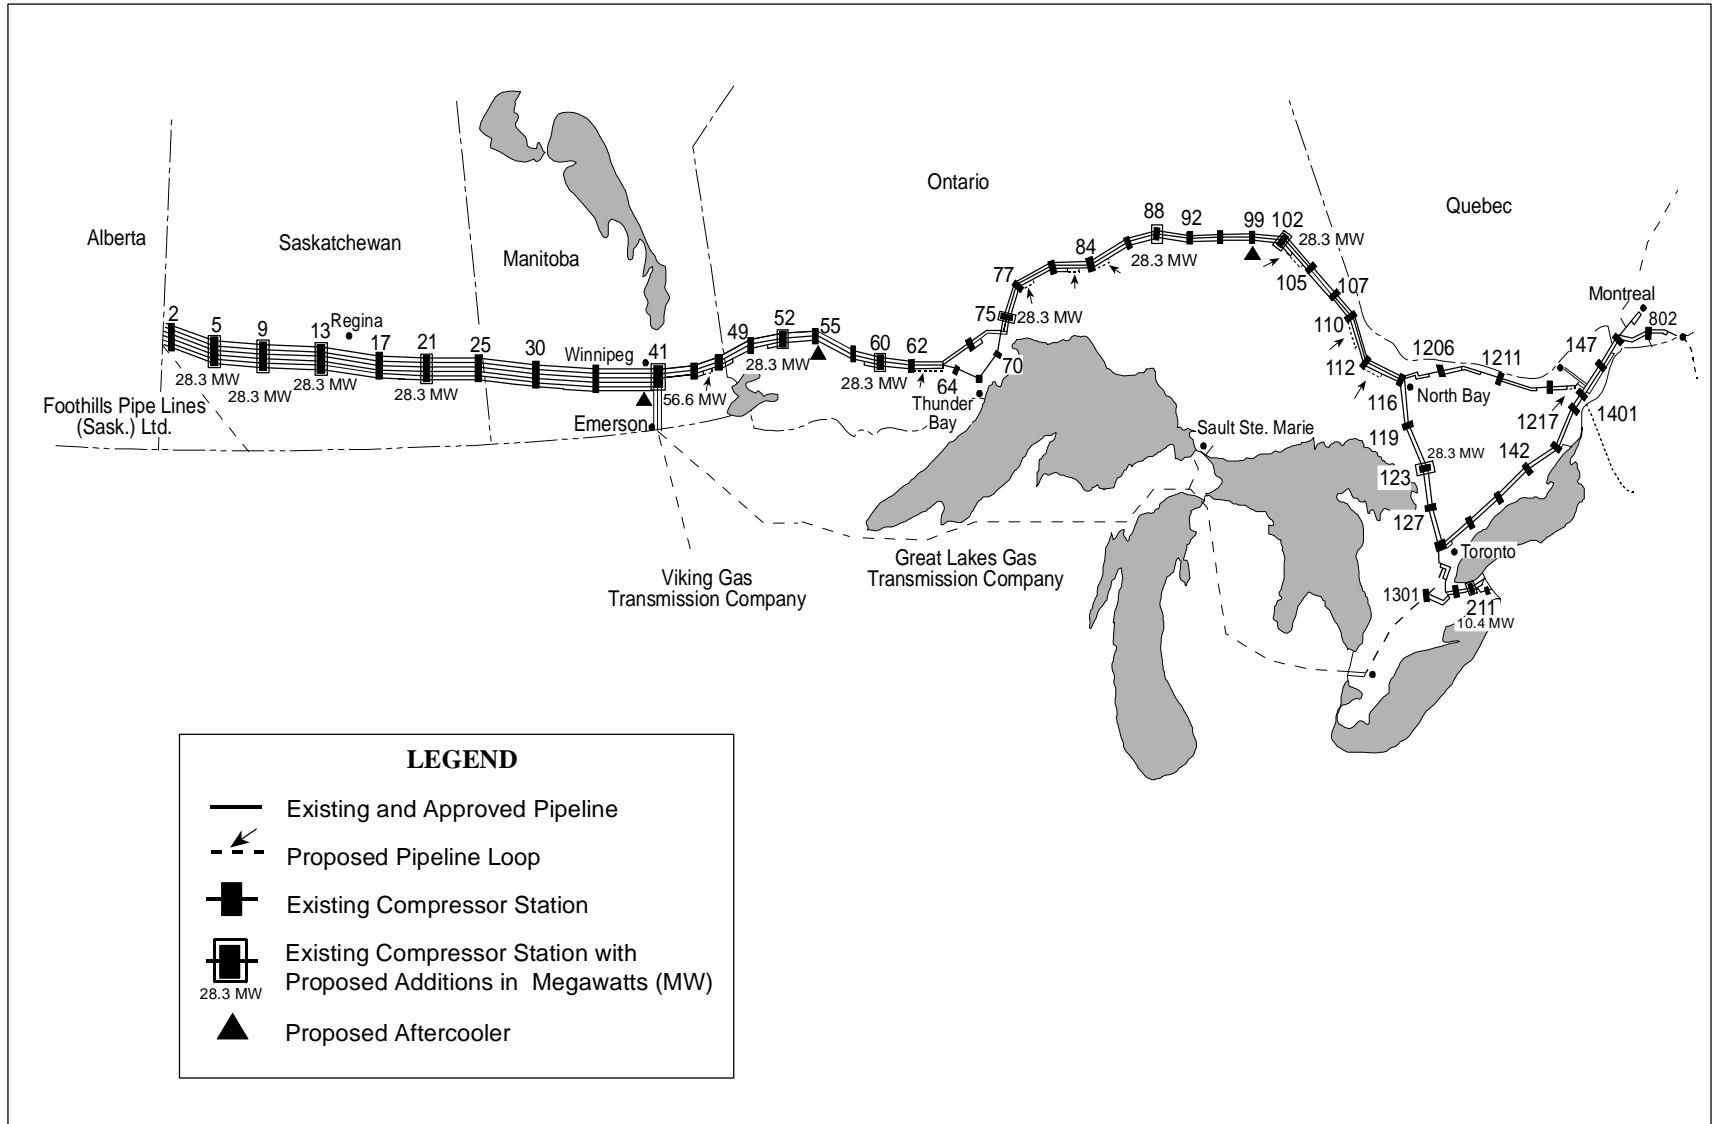 Alberta
Saskatchewan
Manitoba
Ontario
Quebec
2
5
9
13
Regina
17
21
25
30
Winnipeg
41
49
52
55
60
62
64
70
75
77
84
88
92
99
102
105
107
110
112
116
1206
1211
147
Montreal
802
28.3 MW
28.3 MW
28.3 MW
28.3 MW
56.6 MW
28.3 MW
28.3 MW
28.3 MW
28.3 MW
28.3 MW
Foothills Pipe Lines
(Sask.) Ltd.
Emerson
Thunder
Bay
Sault Ste. Marie
North Bay
1217
1401
119
142
28.3 MW
123
127
Toronto
1301
211
10.4 MW
Viking Gas
Transmission Company
Great Lakes Gas
Transmission Company
LEGEND
Existing and Approved Pipeline
Proposed Pipeline Loop
Existing Compressor Station
Existing Compressor Station with
Proposed Additions in Megawatts (MW)
28.3 MW
Proposed Aftercooler